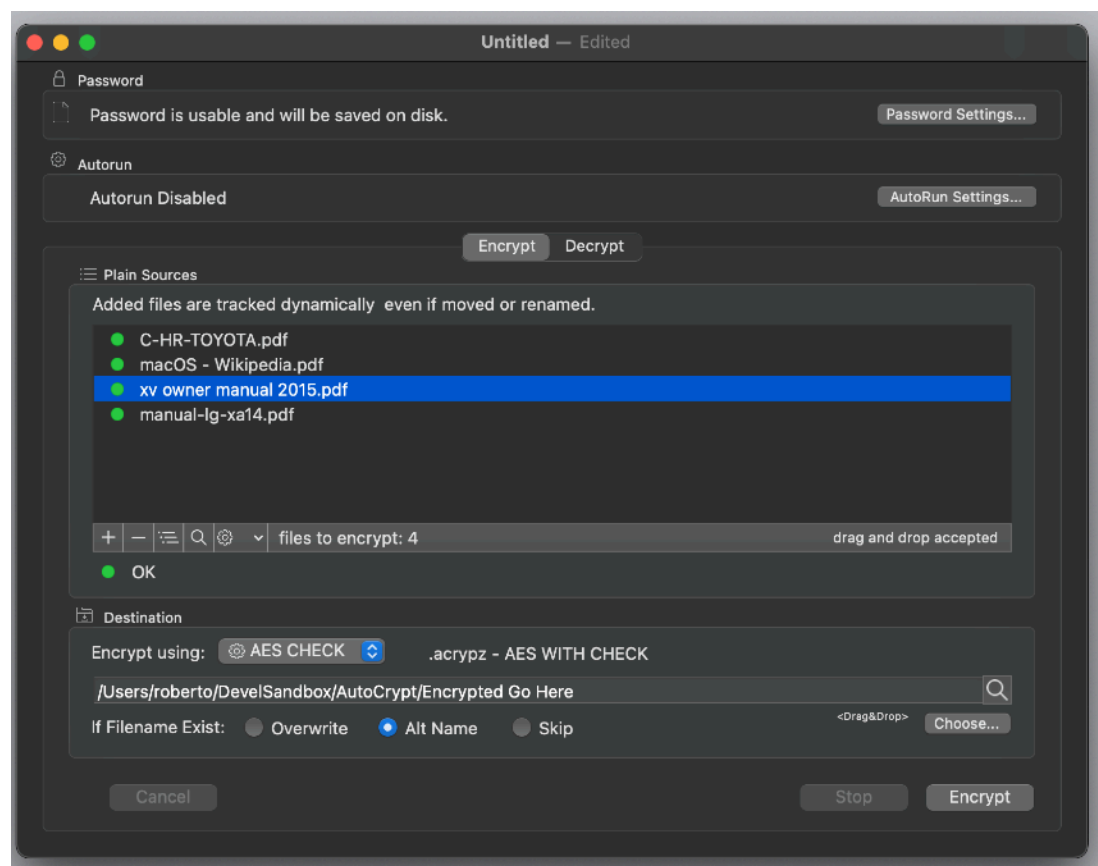 Untitled — Edited
Password
Password is usable and will be saved on disk.
Password Settings...
Autorun
Autorun Disabled
AutoRun Settings...
Encrypt Decrypt
Plain Sources
Added files are tracked dynamically even if moved or renamed.
C-HR-TOYOTA.pdf
macOS - Wikipedia.pdf
xv owner manual 2015.pdf
manual-lg-xa14.pdf
files to encrypt: 4
drag and drop accepted
OK
Destination
Encrypt using: AES CHECK .acrypz - AES WITH CHECK
/Users/roberto/DevelSandbox/AutoCrypt/Encrypted Go Here
If Filename Exist: Overwrite Alt Name Skip <Drag&Drop> Choose...
Cancel Stop Encrypt